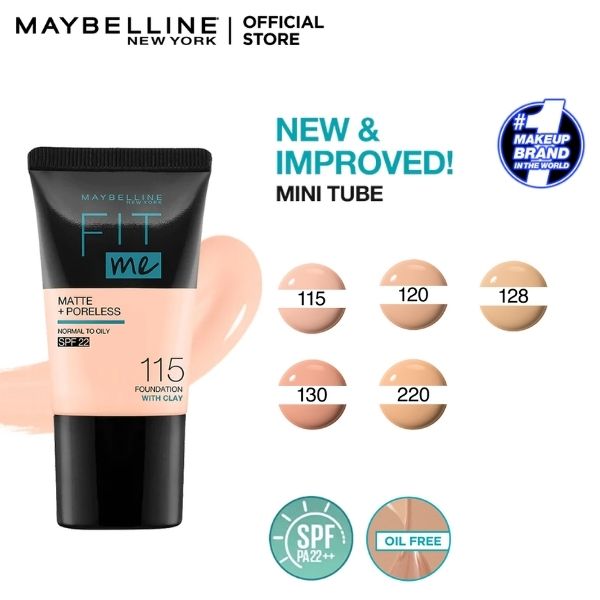 MAYBELLINE
NEW YORK
OFFICIAL
STORE
NEW &
IMPROVED!
MINI TUBE
#1
MAKEUP
BRAND
IN THE WORLD
MAYBELLINE
NEW YORK
FIT
me
MATTE
+ PORELESS
NORMAL TO OILY
SPF 22
115
FOUNDATION
WITH CLAY
115
120
128
130
220
SPF
PA22++
OIL FREE